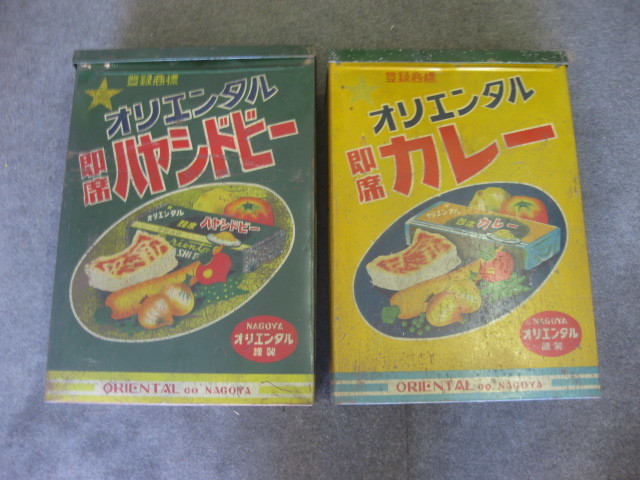 登録商標
オリエンタル
即席
ハヤシドビー
オリエンタル
即席
ハヤシドビー
NAGOYA
オリエンタル
謹製
ORIENTAL CO NAGOYA
登録商標
オリエンタル
即席
カレー
オリエンタル
即席
カレー
NAGOYA
オリエンタル
謹製
ORIENTAL CO NAGOYA